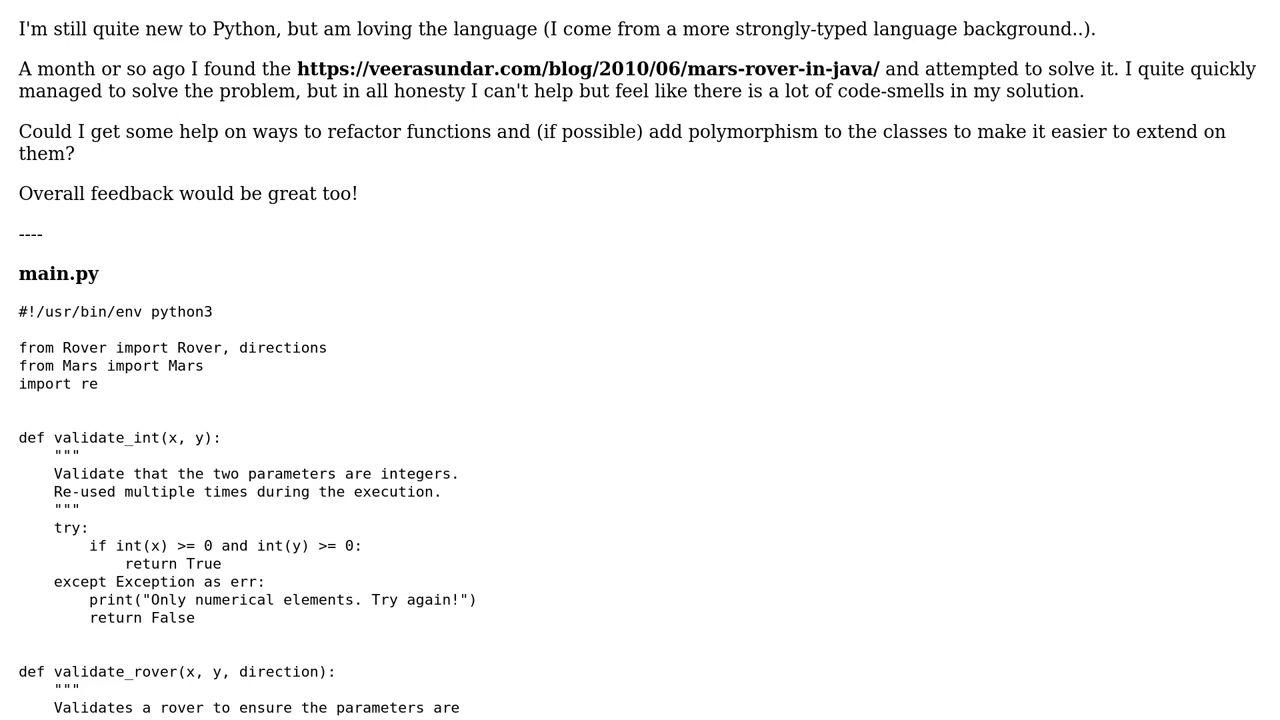 I'm still quite new to Python, but am loving the language (I come from a more strongly-typed language background..).
A month or so ago I found the https://veerasundar.com/blog/2010/06/mars-rover-in-java/ and attempted to solve it. I quite quickly
managed to solve the problem, but in all honesty I can't help but feel like there is a lot of code-smells in my solution.
Could I get some help on ways to refactor functions and (if possible) add polymorphism to the classes to make it easier to extend on
them?
Overall feedback would be great too!
----
main.py
#!/usr/bin/env python3
from Rover import Rover, directions
from Mars import Mars
import re
def validate_int(x, y):
    """
    Validate that the two parameters are integers.
    Re-used multiple times during the execution.
    """
    try:
        if int(x) >= 0 and int(y) >= 0:
            return True
    except Exception as err:
        print("Only numerical elements. Try again!")
        return False
def validate_rover(x, y, direction):
    """
    Validates a rover to ensure the parameters are